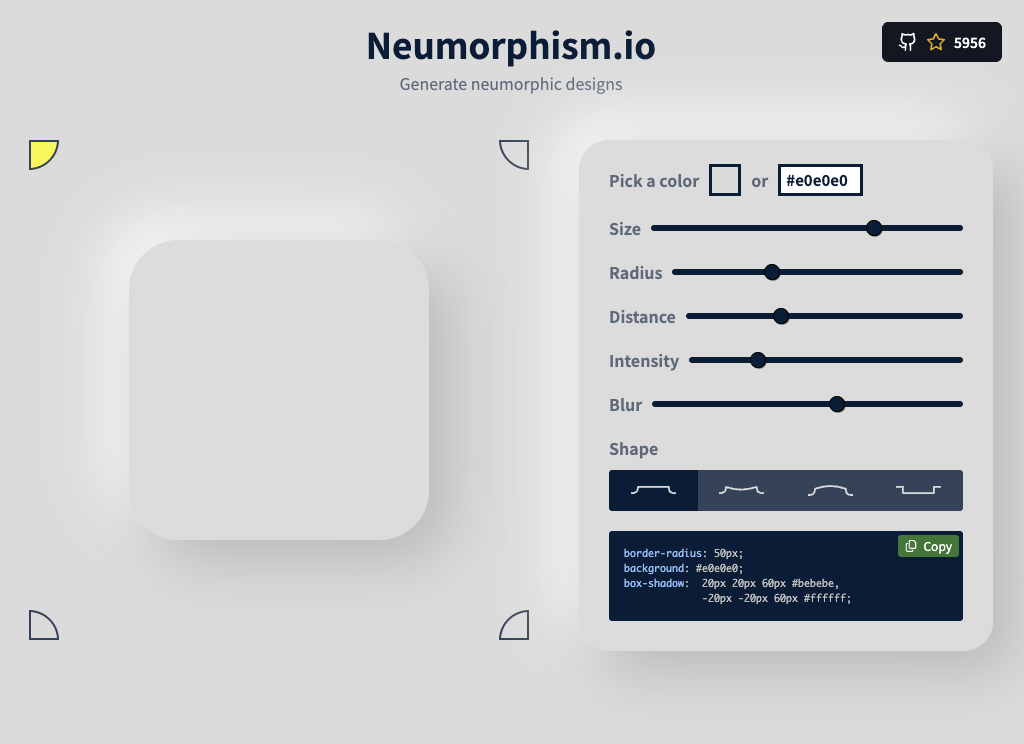 Neumorphism.io
5956
Generate neumorphic designs
Pick a color or #e0e0e0
Size
Radius
Distance
Intensity
Blur
Shape
Copy
border-radius: 50px;
background: #e0e0e0;
box-shadow: 20px 20px 60px #bebebe,
-20px -20px 60px #ffffff;